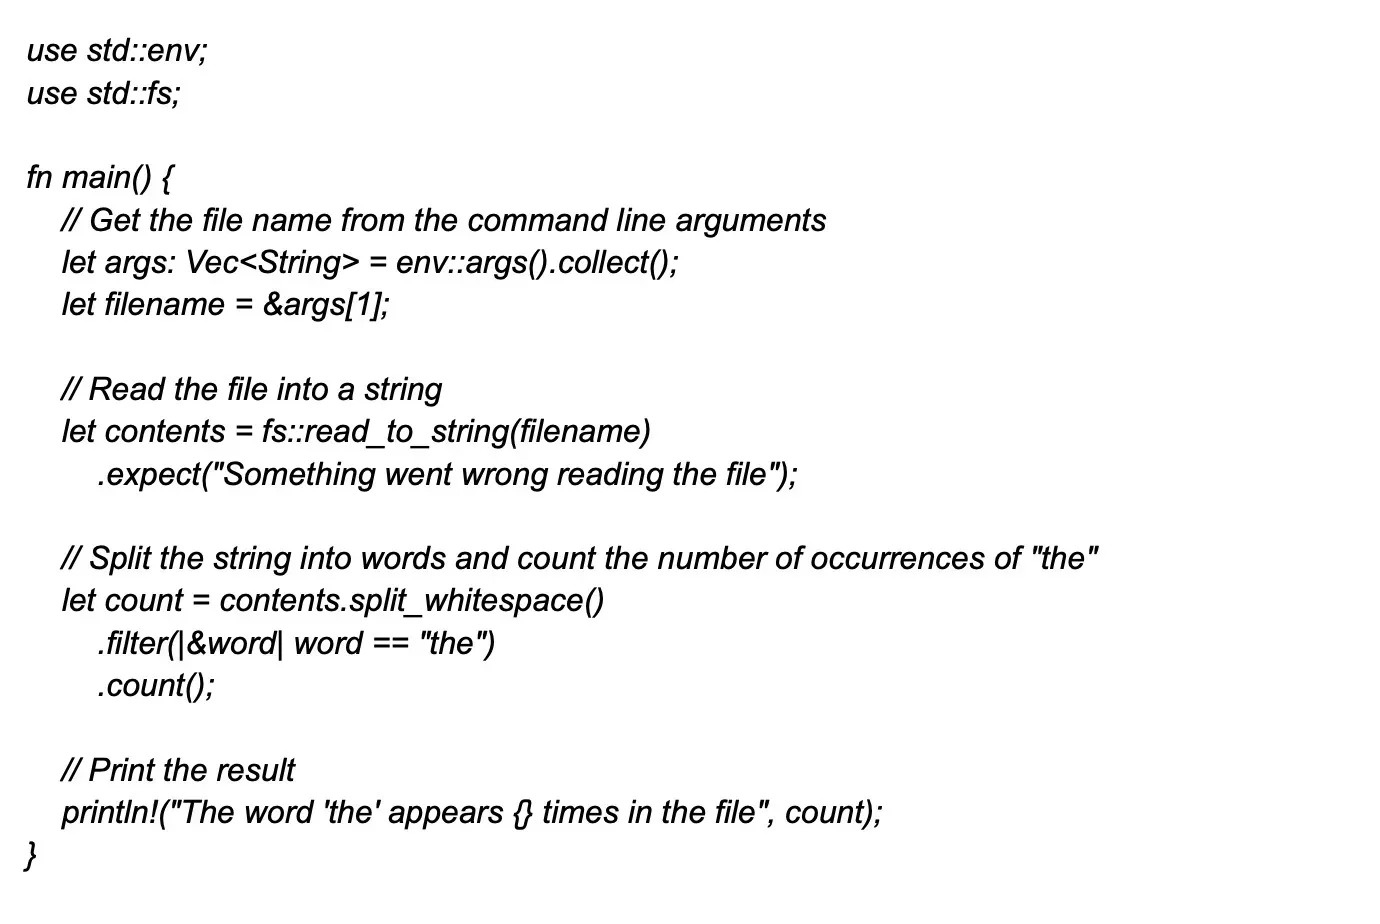 use std::env;
use std::fs;

fn main() {
    // Get the file name from the command line arguments
    let args: Vec<String> = env::args().collect();
    let filename = &args[1];

    // Read the file into a string
    let contents = fs::read_to_string(filename)
        .expect("Something went wrong reading the file");

    // Split the string into words and count the number of occurrences of "the"
    let count = contents.split_whitespace()
        .filter(|&word| word == "the")
        .count();

    // Print the result
    println!("The word 'the' appears {} times in the file", count);
}